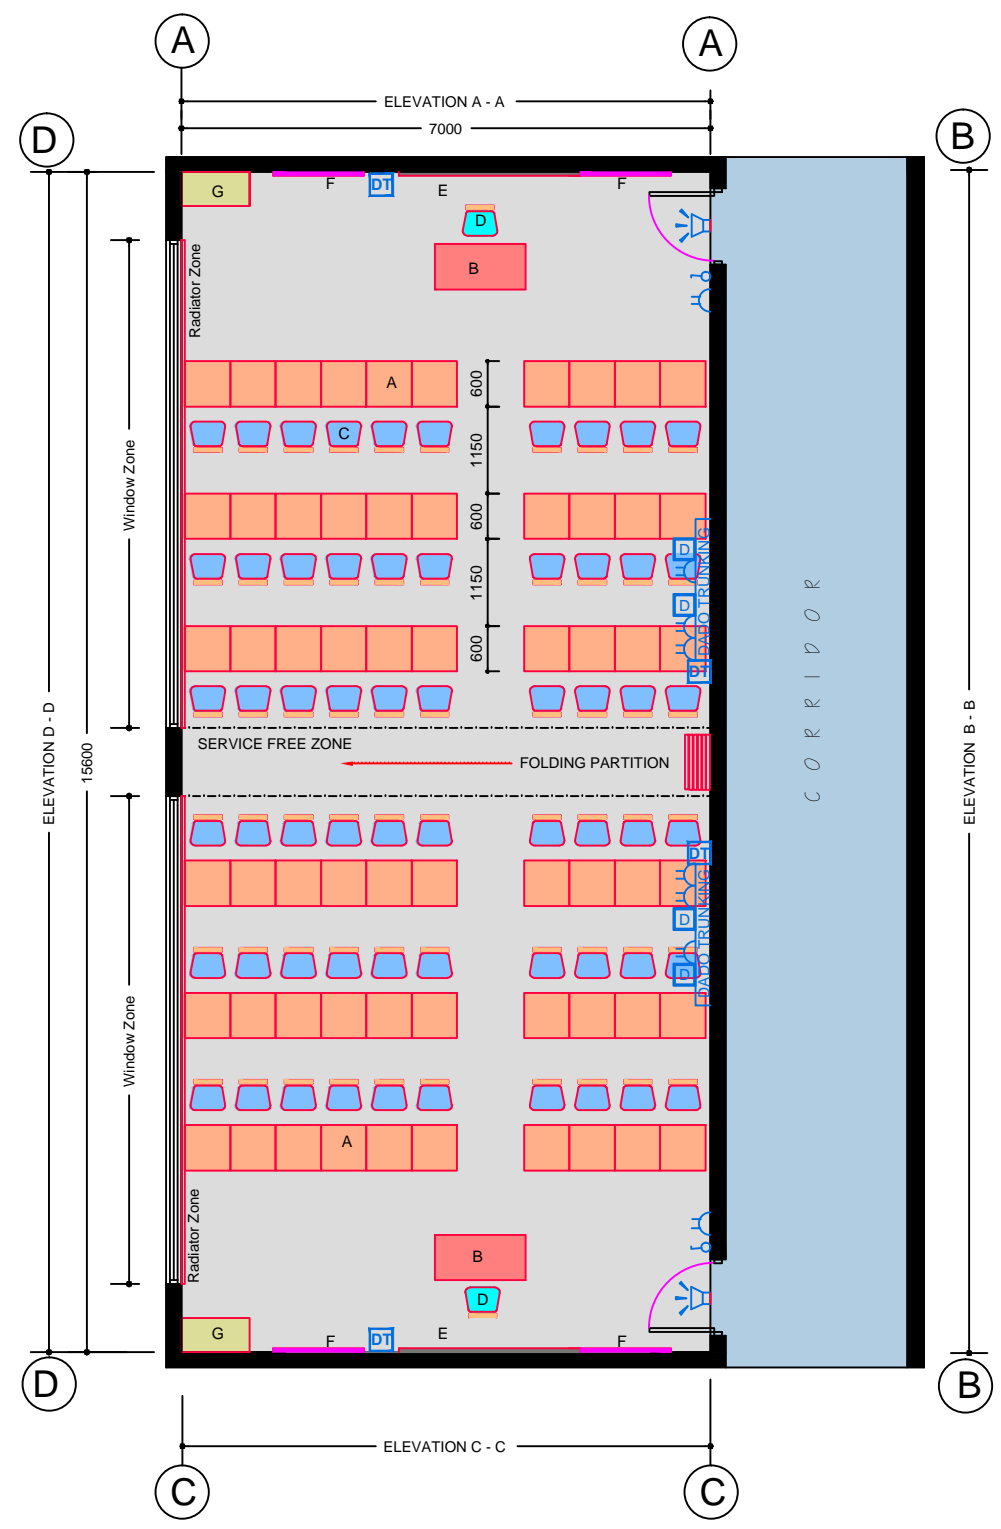 A
A
ELEVATION A - A
7000
D
B
G
F
DT
E
F
D
B
Radiator Zone
A
600
C
1150
Window Zone
600
D
1150
D
DADO TRUNKING
600
DT
CORRIDOR
ELEVATION D - D
15600
ELEVATION B - B
SERVICE FREE ZONE
FOLDING PARTITION
DT
D
DADO TRUNKING
D
Window Zone
A
Radiator Zone
B
D
G
F
DT
E
F
D
B
ELEVATION C - C
C
C